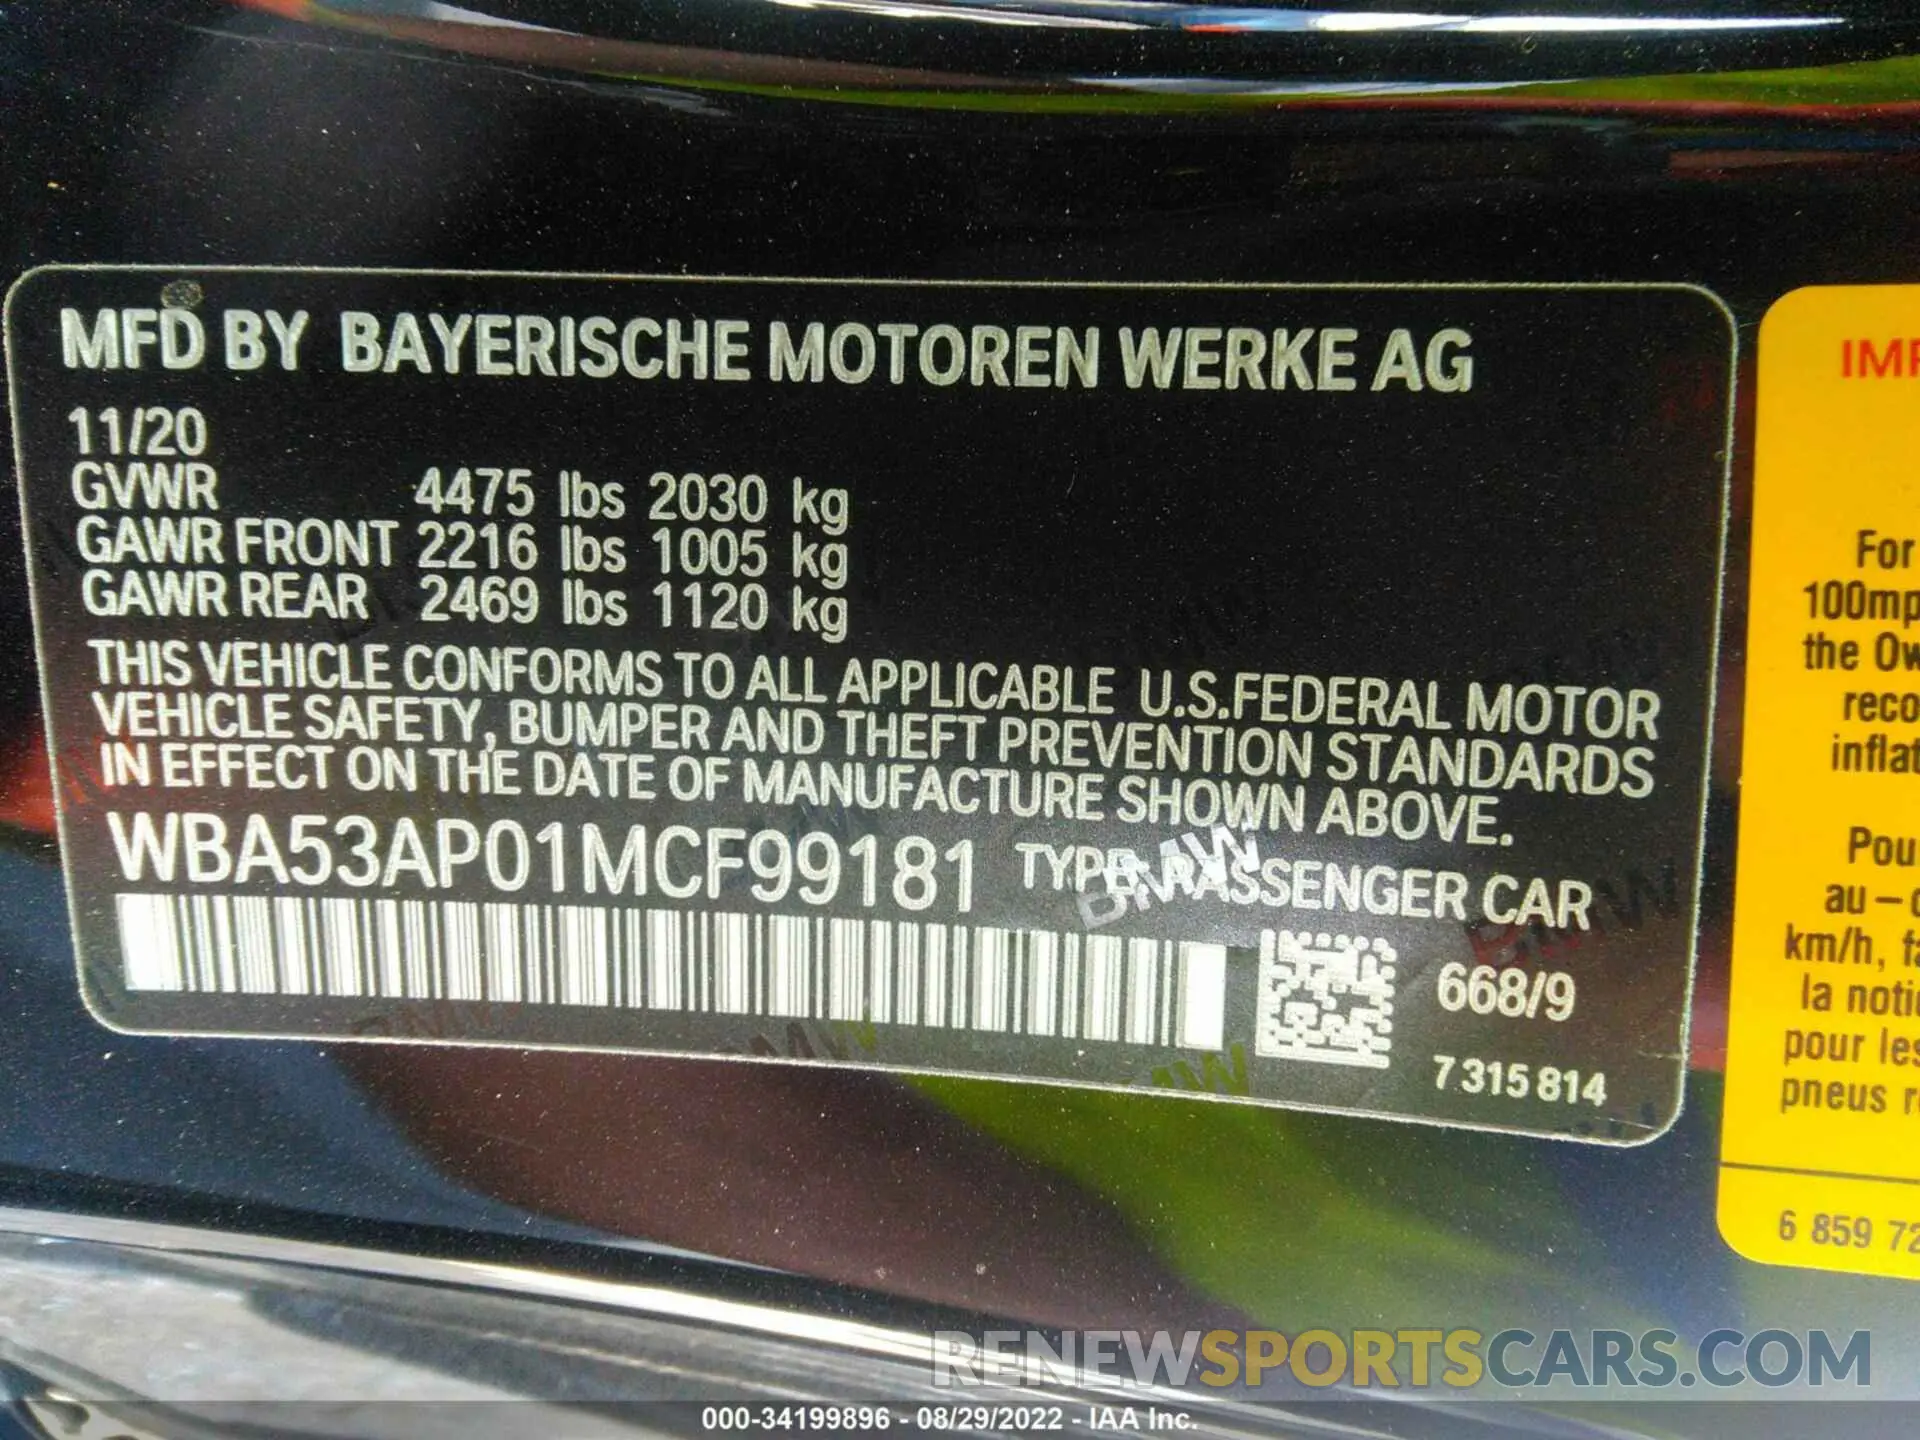 MFD BY BAYERISCHE MOTOREN WERKE AG
11/20
GVWR 4475 lbs 2030 kg
GAWR FRONT 2216 lbs 1005 kg
GAWR REAR 2469 lbs 1120 kg
THIS VEHICLE CONFORMS TO ALL APPLICABLE U.S.FEDERAL MOTOR
VEHICLE SAFETY, BUMPER AND THEFT PREVENTION STANDARDS
IN EFFECT ON THE DATE OF MANUFACTURE SHOWN ABOVE.
WBA53AP01MCF99181 TYPE: PASSENGER CAR
668/9
7 315 814
For
100mp
the Ow
reco
inflat
Pou
au-
km/h, fa
la noti
pour les
pneus
6 859 72
RENEWSPORTSCARS.COM
000-34199896 - 08/29/2022 - IAA Inc.